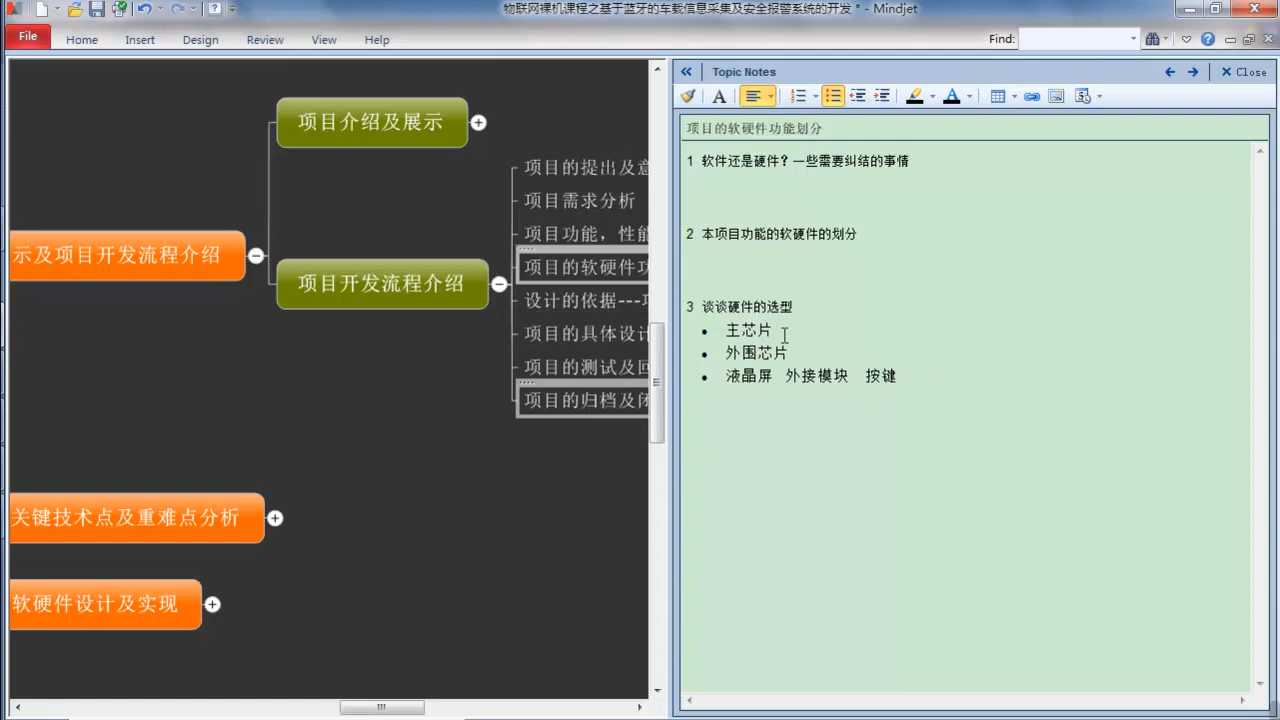 物联网裸机课程之基于蓝牙的车载信息采集及安全报警系统的开发 * - Mindjet
File Home Insert Design Review View Help Find:
Topic Notes Close
项目的软硬件功能划分
1 软件还是硬件？一些需要纠结的事情
2 本项目功能的软硬件的划分
3 谈谈硬件的选型
• 主芯片
• 外围芯片
• 液晶屏 外接模块 按键
项目介绍及展示
示及项目开发流程介绍
项目开发流程介绍
项目的提出及意
项目需求分析
项目功能，性能
项目的软硬件功
设计的依据---项
项目的具体设计
项目的测试及回
项目的归档及闭
关键技术点及重难点分析
软硬件设计及实现